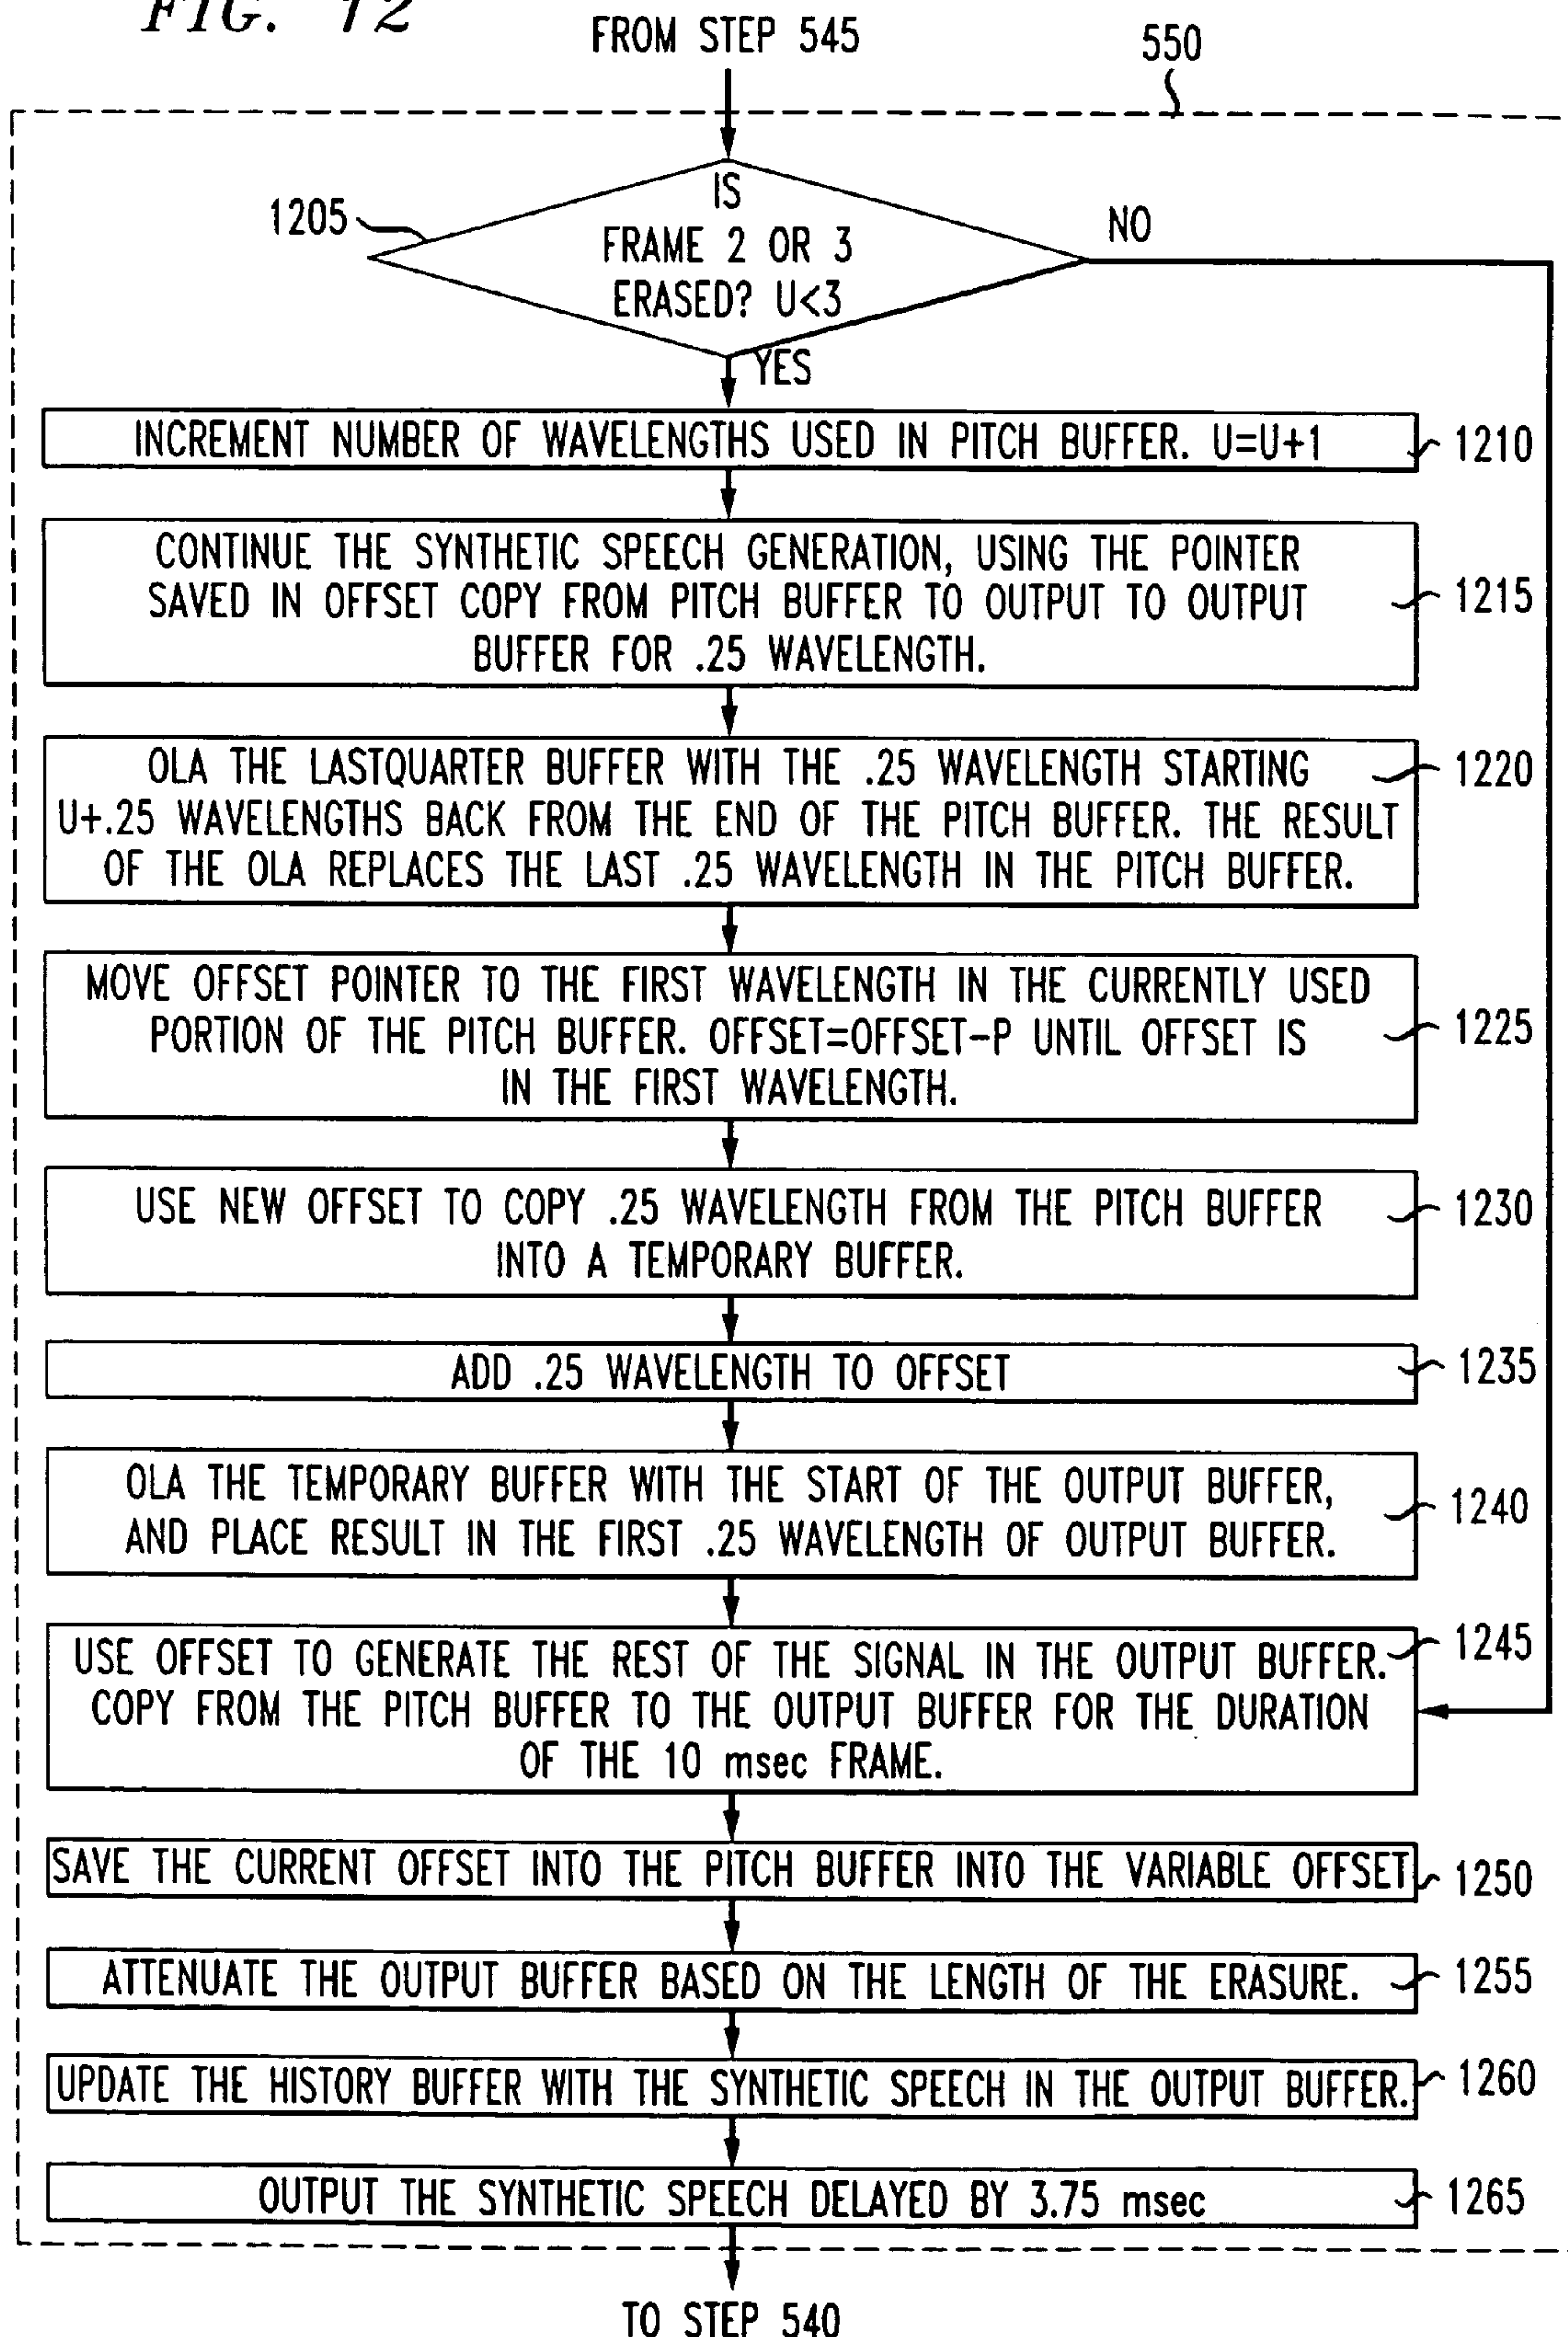 FIG. 12
FROM STEP 545
550
1205
IS
FRAME 2 OR 3
ERASED? U<3
NO
YES
INCREMENT NUMBER OF WAVELENGTHS USED IN PITCH BUFFER. U=U+1
1210
CONTINUE THE SYNTHETIC SPEECH GENERATION, USING THE POINTER
SAVED IN OFFSET COPY FROM PITCH BUFFER TO OUTPUT TO OUTPUT
BUFFER FOR .25 WAVELENGTH.
1215
OLA THE LASTQUARTER BUFFER WITH THE .25 WAVELENGTH STARTING
U+.25 WAVELENGTHS BACK FROM THE END OF THE PITCH BUFFER. THE RESULT
OF THE OLA REPLACES THE LAST .25 WAVELENGTH IN THE PITCH BUFFER.
1220
MOVE OFFSET POINTER TO THE FIRST WAVELENGTH IN THE CURRENTLY USED
PORTION OF THE PITCH BUFFER. OFFSET=OFFSET-P UNTIL OFFSET IS
IN THE FIRST WAVELENGTH.
1225
USE NEW OFFSET TO COPY .25 WAVELENGTH FROM THE PITCH BUFFER
INTO A TEMPORARY BUFFER.
1230
ADD .25 WAVELENGTH TO OFFSET
1235
OLA THE TEMPORARY BUFFER WITH THE START OF THE OUTPUT BUFFER,
AND PLACE RESULT IN THE FIRST .25 WAVELENGTH OF OUTPUT BUFFER.
1240
USE OFFSET TO GENERATE THE REST OF THE SIGNAL IN THE OUTPUT BUFFER.
COPY FROM THE PITCH BUFFER TO THE OUTPUT BUFFER FOR THE DURATION
OF THE 10 msec FRAME.
1245
SAVE THE CURRENT OFFSET INTO THE PITCH BUFFER INTO THE VARIABLE OFFSET
1250
ATTENUATE THE OUTPUT BUFFER BASED ON THE LENGTH OF THE ERASURE.
1255
UPDATE THE HISTORY BUFFER WITH THE SYNTHETIC SPEECH IN THE OUTPUT BUFFER.
1260
OUTPUT THE SYNTHETIC SPEECH DELAYED BY 3.75 msec
1265
TO STEP 540